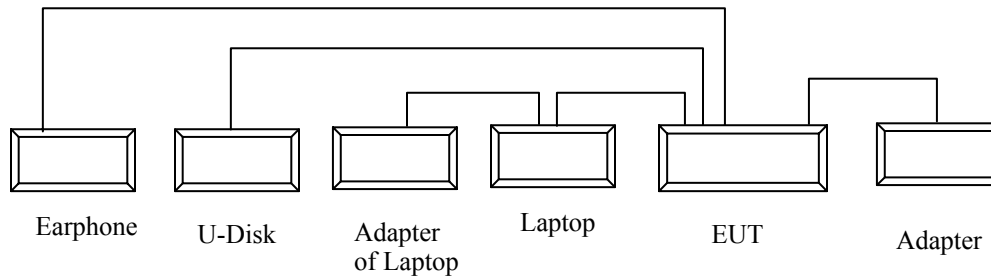 Earphone
U-Disk
Adapter
of Laptop
Laptop
EUT
Adapter